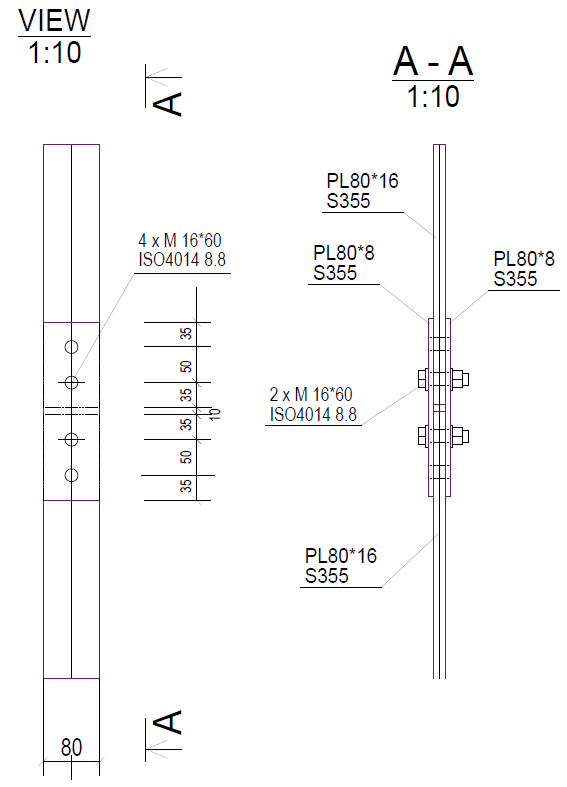 VIEW
1:10
A
A - A
1:10
PL80*16
S355
4 x M 16*60
ISO4014 8.8
PL80*8
S355
PL80*8
S355
35
50
35
10
35
50
35
2 x M 16*60
ISO4014 8.8
PL80*16
S355
A
80